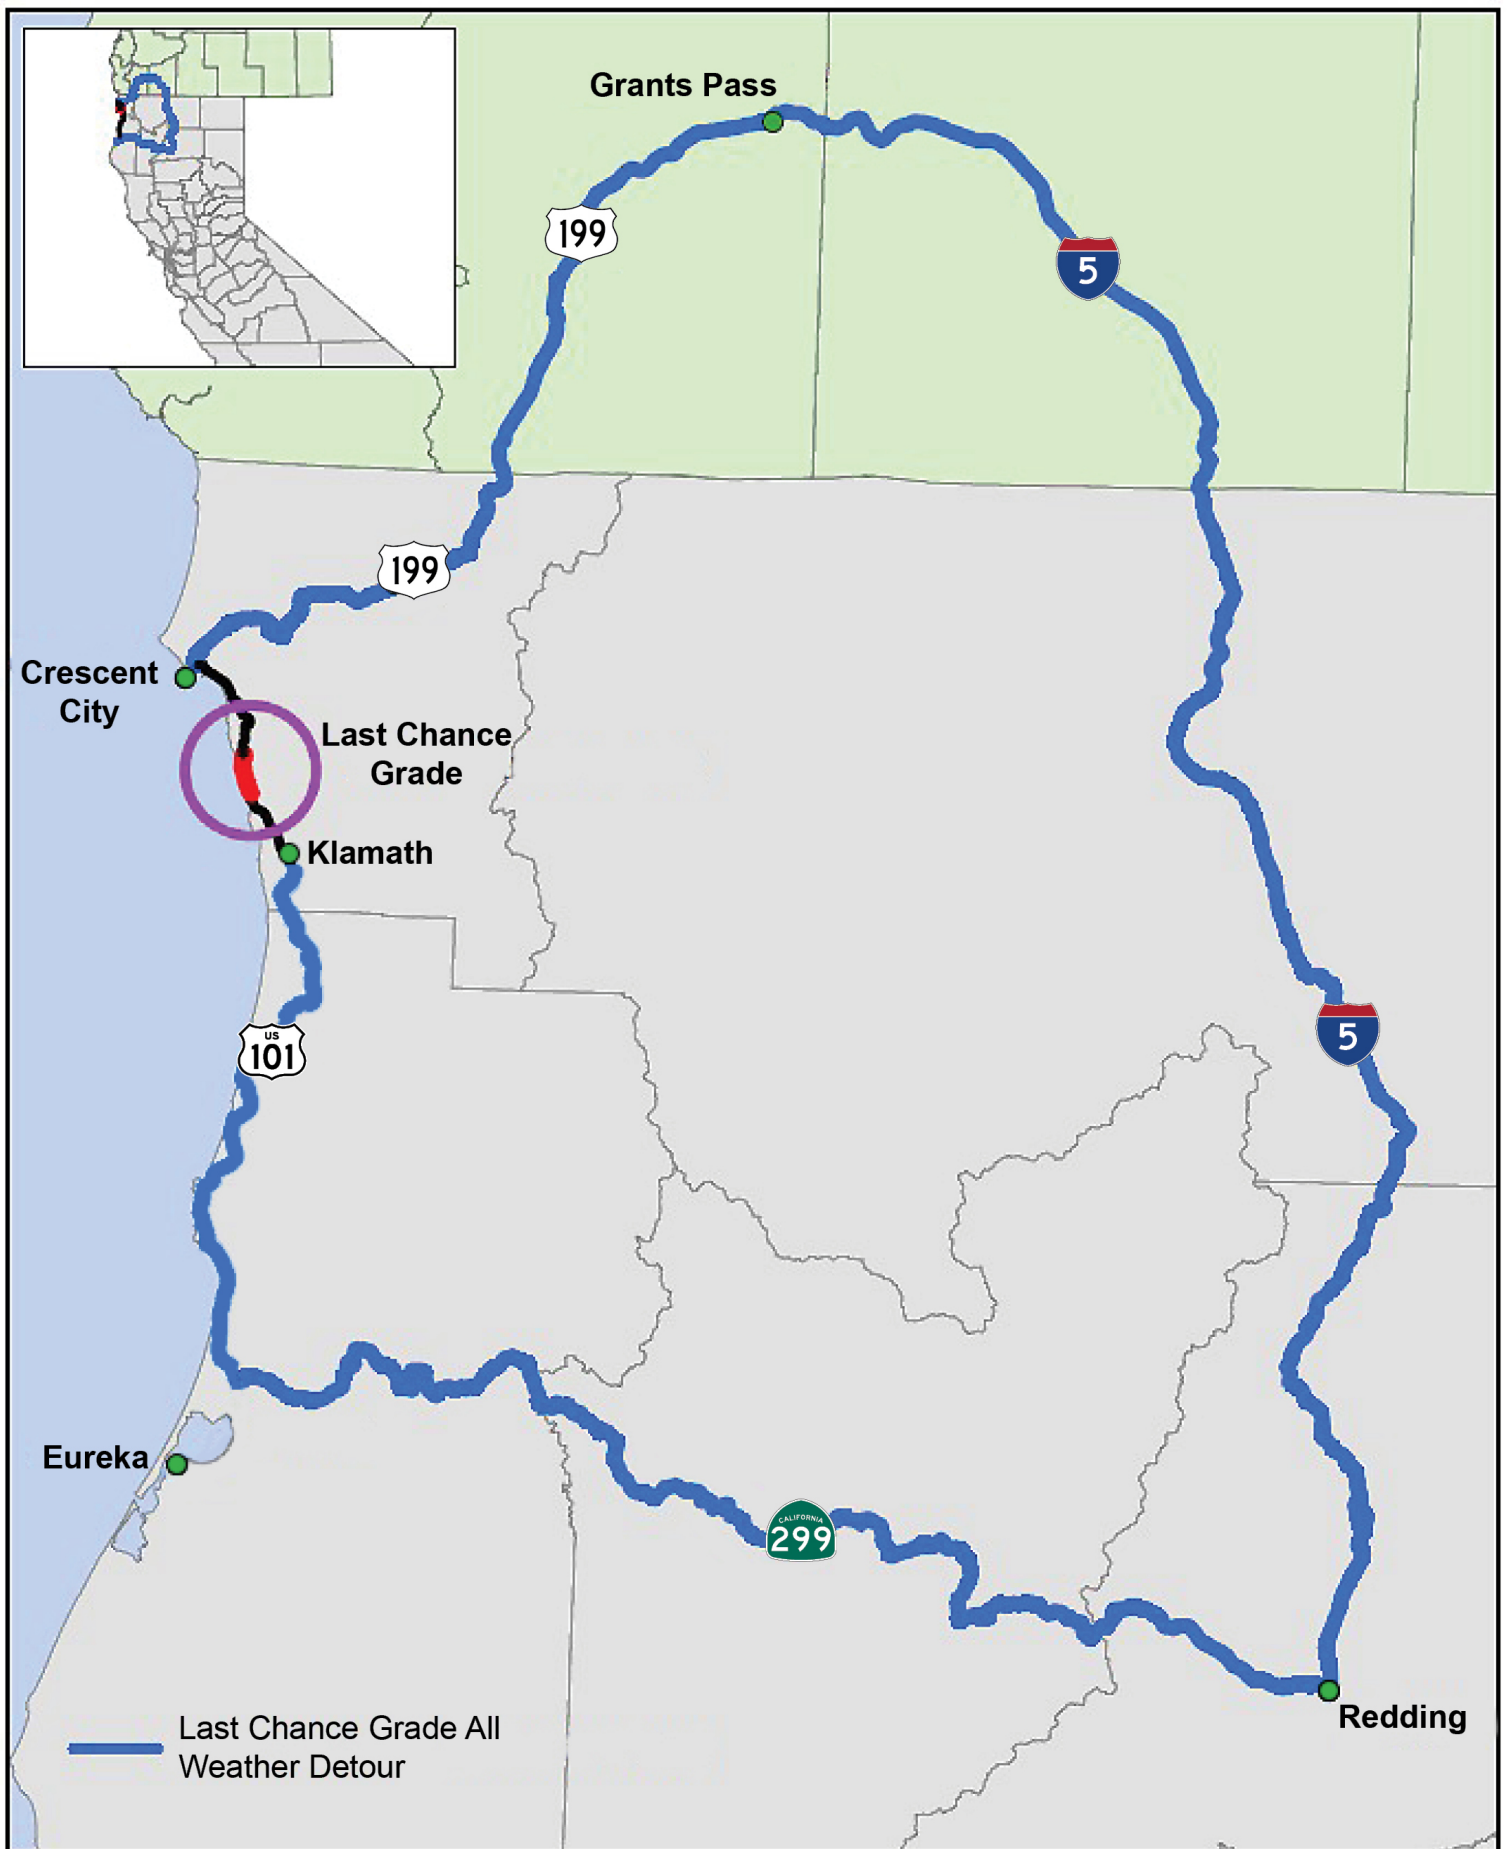 Grants Pass
199
5
199
Crescent
City
Last Chance
Grade
Klamath
US
101
5
Eureka
CALIFORNIA
299
Redding
Last Chance Grade All
Weather Detour